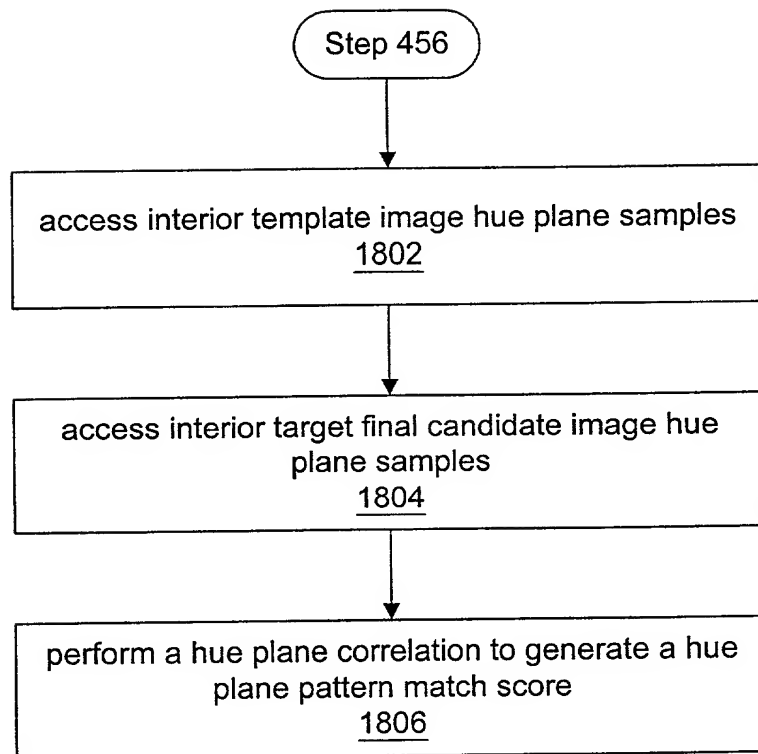 Step 456
access interior template image hue plane samples
1802
access interior target final candidate image hue
plane samples
1804
perform a hue plane correlation to generate a hue
plane pattern match score
1806